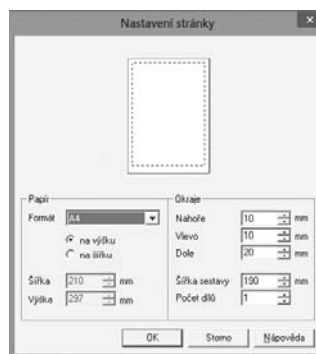 Nastavení stránky
Papír
Formát A4
na výšku
na šířku
Šířka 210 mm
Výška 297 mm
Okraje
Nahoře 10 mm
Vlevo 10 mm
Dole 20 mm
Šířka sestavy 190 mm
Počet dílů 1
OK Storno Nápověda